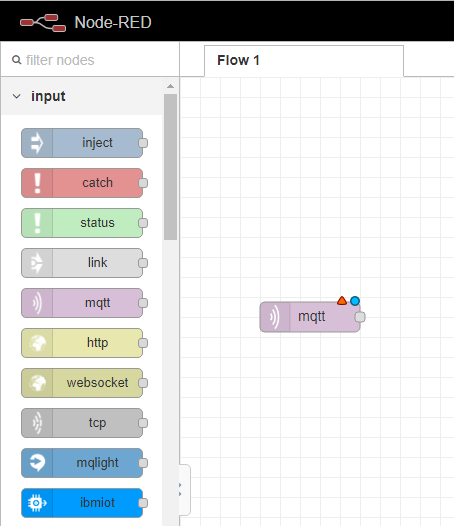 Node-RED
filter nodes
Flow 1
input
inject
catch
status
link
mqtt
http
websocket
tcp
mqlight
ibmiot
mqtt